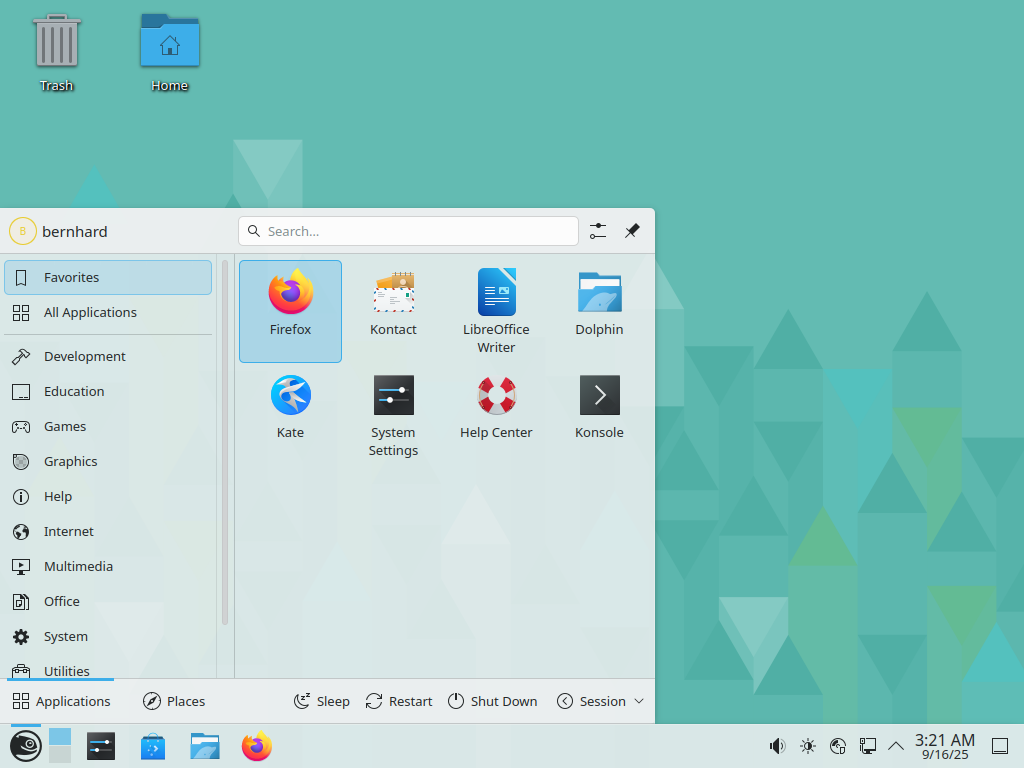 Trash
Home
B
bernhard
Search...
Favorites
All Applications
Development
Education
Games
Graphics
Help
Internet
Multimedia
Office
System
Utilities
Firefox
Kontact
LibreOffice
Writer
Dolphin
Kate
System
Settings
Help Center
Konsole
Applications
Places
Sleep
Restart
Shut Down
Session
3:21 AM
9/16/25